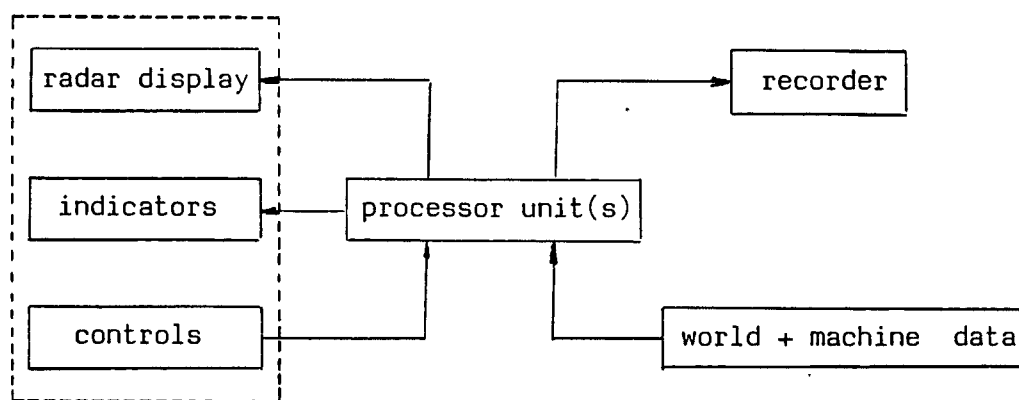 radar display
recorder
indicators
processor unit(s)
controls
world + machine data